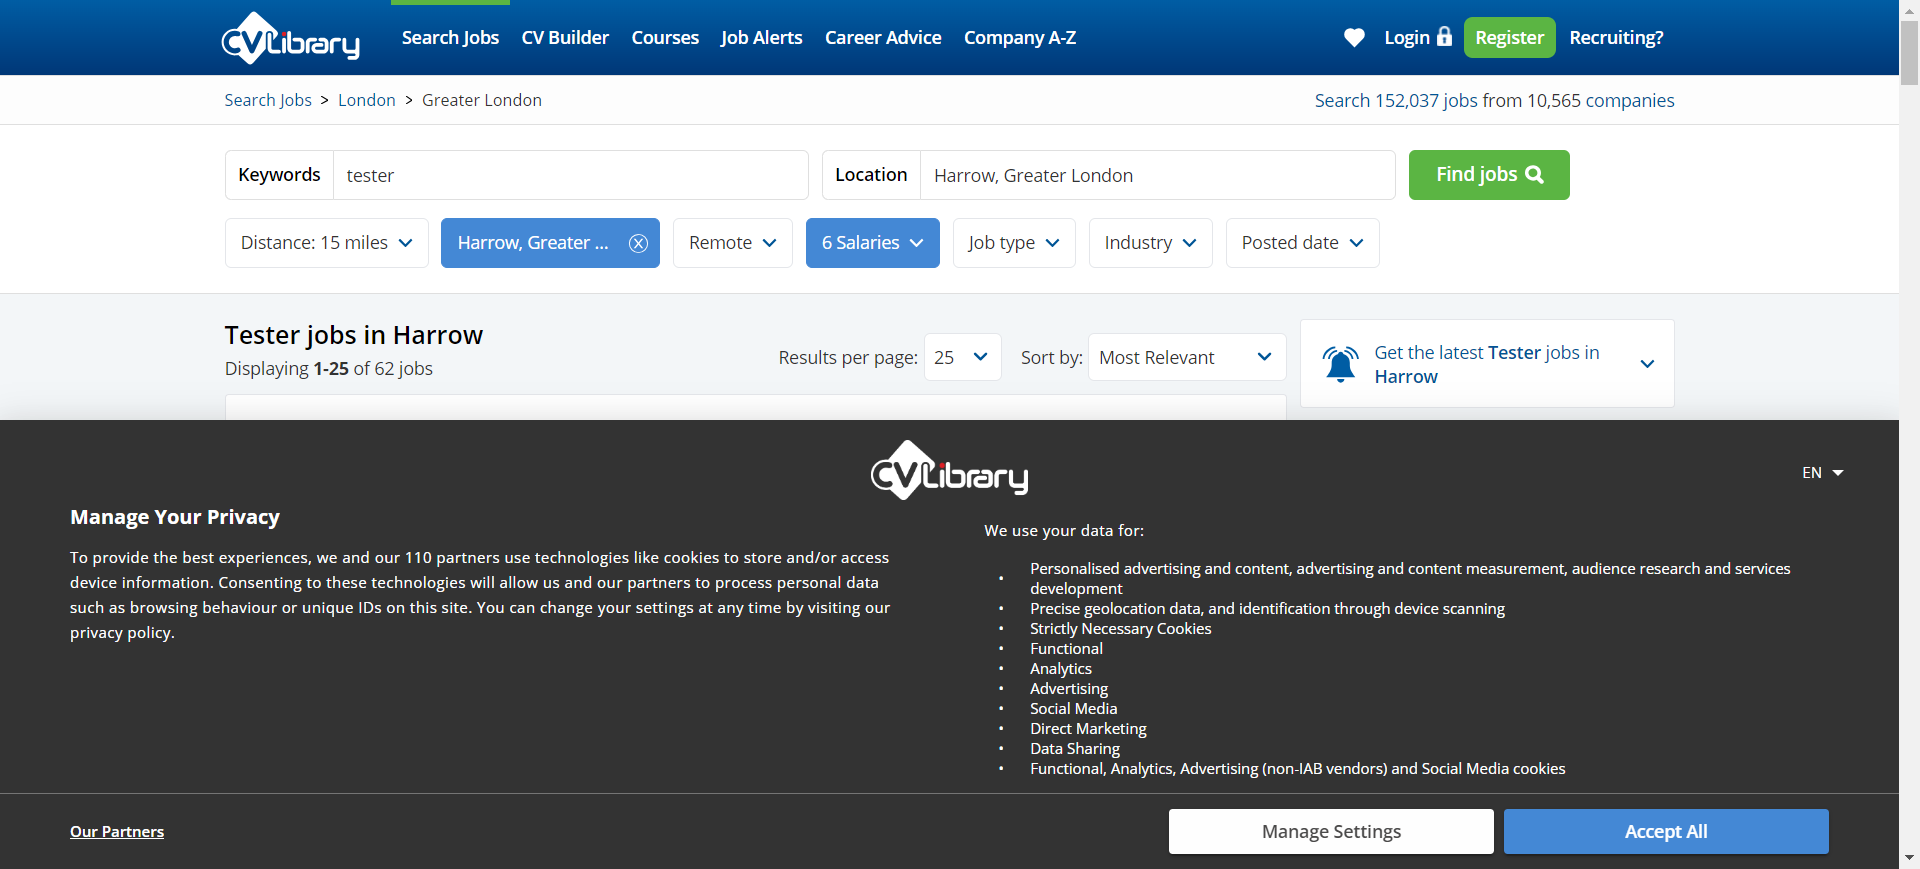 CVLibrary
Search Jobs CV Builder Courses Job Alerts Career Advice Company A-Z Login Register Recruiting?
Search Jobs > London > Greater London
Search 152,037 jobs from 10,565 companies
Keywords tester Location Harrow, Greater London Find jobs
Distance: 15 miles Harrow, Greater ... Remote 6 Salaries Job type Industry Posted date
Tester jobs in Harrow
Displaying 1-25 of 62 jobs
Results per page: 25 Sort by: Most Relevant
Get the latest Tester jobs in
Harrow
CVLibrary
EN
Manage Your Privacy
To provide the best experiences, we and our 110 partners use technologies like cookies to store and/or access
device information. Consenting to these technologies will allow us and our partners to process personal data
such as browsing behaviour or unique IDs on this site. You can change your settings at any time by visiting our
privacy policy.
We use your data for:
• Personalised advertising and content, advertising and content measurement, audience research and services
development
• Precise geolocation data, and identification through device scanning
• Strictly Necessary Cookies
• Functional
• Analytics
• Advertising
• Social Media
• Direct Marketing
• Data Sharing
• Functional, Analytics, Advertising (non-IAB vendors) and Social Media cookies
Our Partners
Manage Settings
Accept All